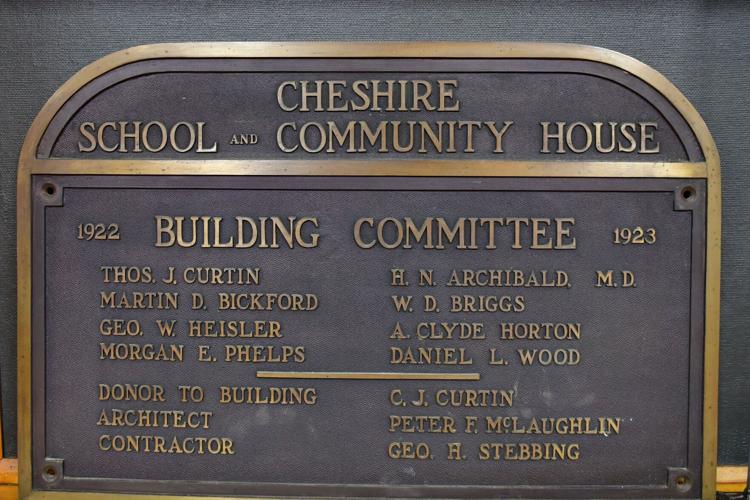 CHESHIRE
SCHOOL AND COMMUNITY HOUSE
1922 BUILDING COMMITTEE 1923
THOS. J. CURTIN H. N. ARCHIBALD, M.D.
MARTIN D. BICKFORD W. D. BRIGGS
GEO. W. HEISLER A. CLYDE HORTON
MORGAN E. PHELPS DANIEL L. WOOD
DONOR TO BUILDING C. J. CURTIN
ARCHITECT PETER F. McLAUGHLIN
CONTRACTOR GEO. H. STEBBING